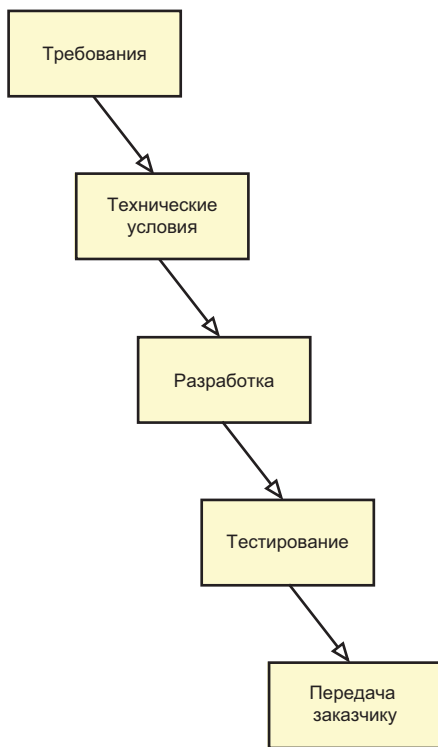 Требования
Технические
условия
Разработка
Тестирование
Передача
заказчику